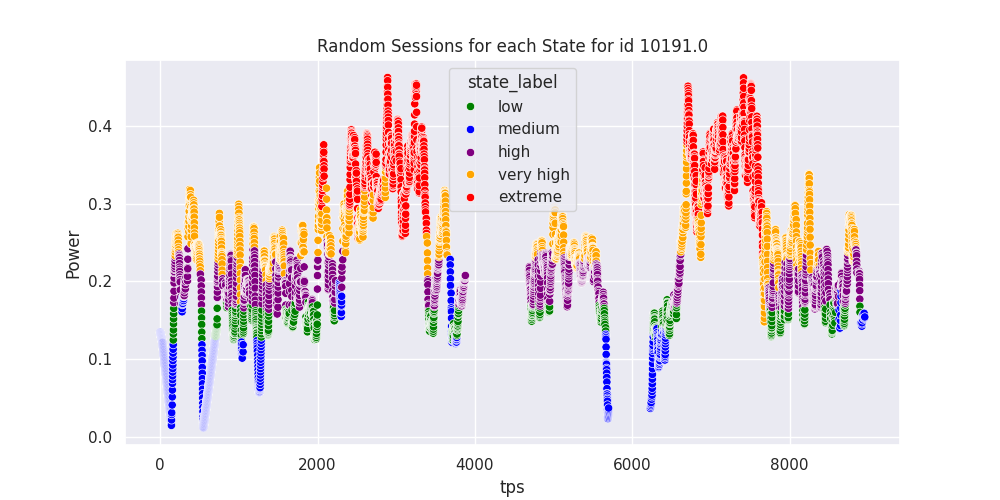 Random Sessions for each State for id 10191.0
state_label
low
medium
high
very high
extreme
Power
0.4
0.3
0.2
0.1
0.0
0
2000
4000
6000
8000
tps